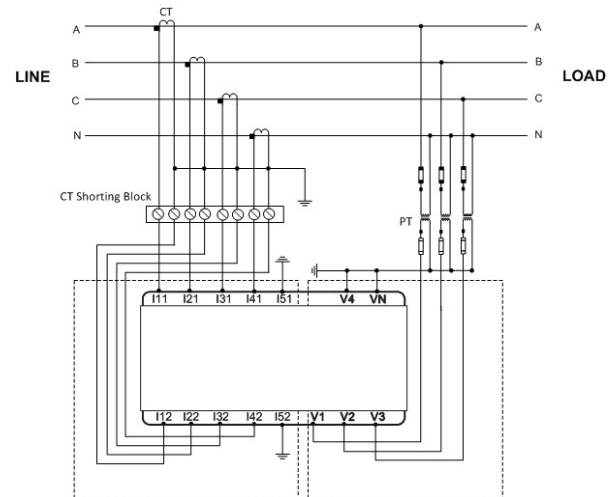 CT
A A
B B
LINE LOAD
C C
N N
CT Shorting Block
PT
I11 I21 I31 I41 I51 V4 VN
I12 I22 I32 I42 I52 V1 V2 V3